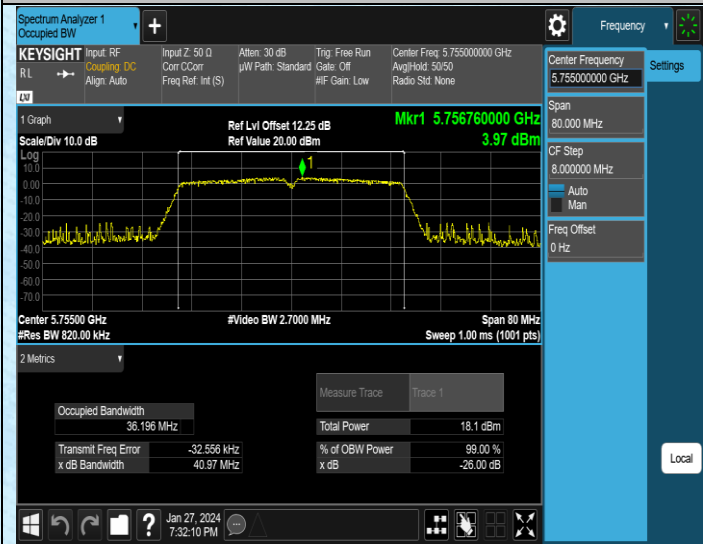 Spectrum Analyzer 1
Occupied BW
Frequency
KEYSIGHT Input: RF
Coupling: DC
Align: Auto
RL
LXI
Input Z: 50 Ω
Corr CCorr
Freq Ref: Int (S)
Atten: 30 dB
µW Path: Standard
Trig: Free Run
Gate: Off
#IF Gain: Low
Center Freq: 5.755000000 GHz
Avg|Hold: 50/50
Radio Std: None
Center Frequency
5.755000000 GHz
Settings
Span
80.000 MHz
CF Step
8.000000 MHz
Auto
Man
Freq Offset
0 Hz
Local
1 Graph
Scale/Div 10.0 dB
Ref Lvl Offset 12.25 dB
Ref Value 20.00 dBm
Mkr1 5.756760000 GHz
3.97 dBm
Log
10.0
0.00
-10.0
-20.0
-30.0
-40.0
-50.0
-60.0
-70.0
1
Center 5.75500 GHz
#Res BW 820.00 kHz
#Video BW 2.7000 MHz
Span 80 MHz
Sweep 1.00 ms (1001 pts)
2 Metrics
Measure Trace Trace 1
Occupied Bandwidth
36.196 MHz
Total Power 18.1 dBm
Transmit Freq Error -32.556 kHz
% of OBW Power 99.00 %
x dB Bandwidth 40.97 MHz
x dB -26.00 dB
Jan 27, 2024
7:32:10 PM